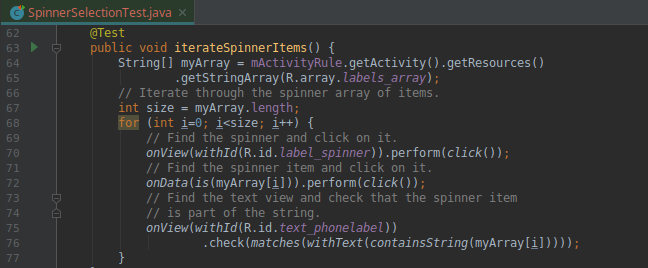 SpinnerSelectionTest.java
62 @Test
63 public void iterateSpinnerItems() {
64 String[] myArray = mActivityRule.getActivity().getResources()
65 .getStringArray(R.array.labels_array);
66 // Iterate through the spinner array of items.
67 int size = myArray.length;
68 for (int i=0; i<size; i++) {
69 // Find the spinner and click on it.
70 onView(withId(R.id.label_spinner)).perform(click());
71 // Find the spinner item and click on it.
72 onData(is(myArray[i])).perform(click());
73 // Find the text view and check that the spinner item
74 // is part of the string.
75 onView(withId(R.id.text_phonelabel))
76 .check(matches(withText(containsString(myArray[i]))));
77 }